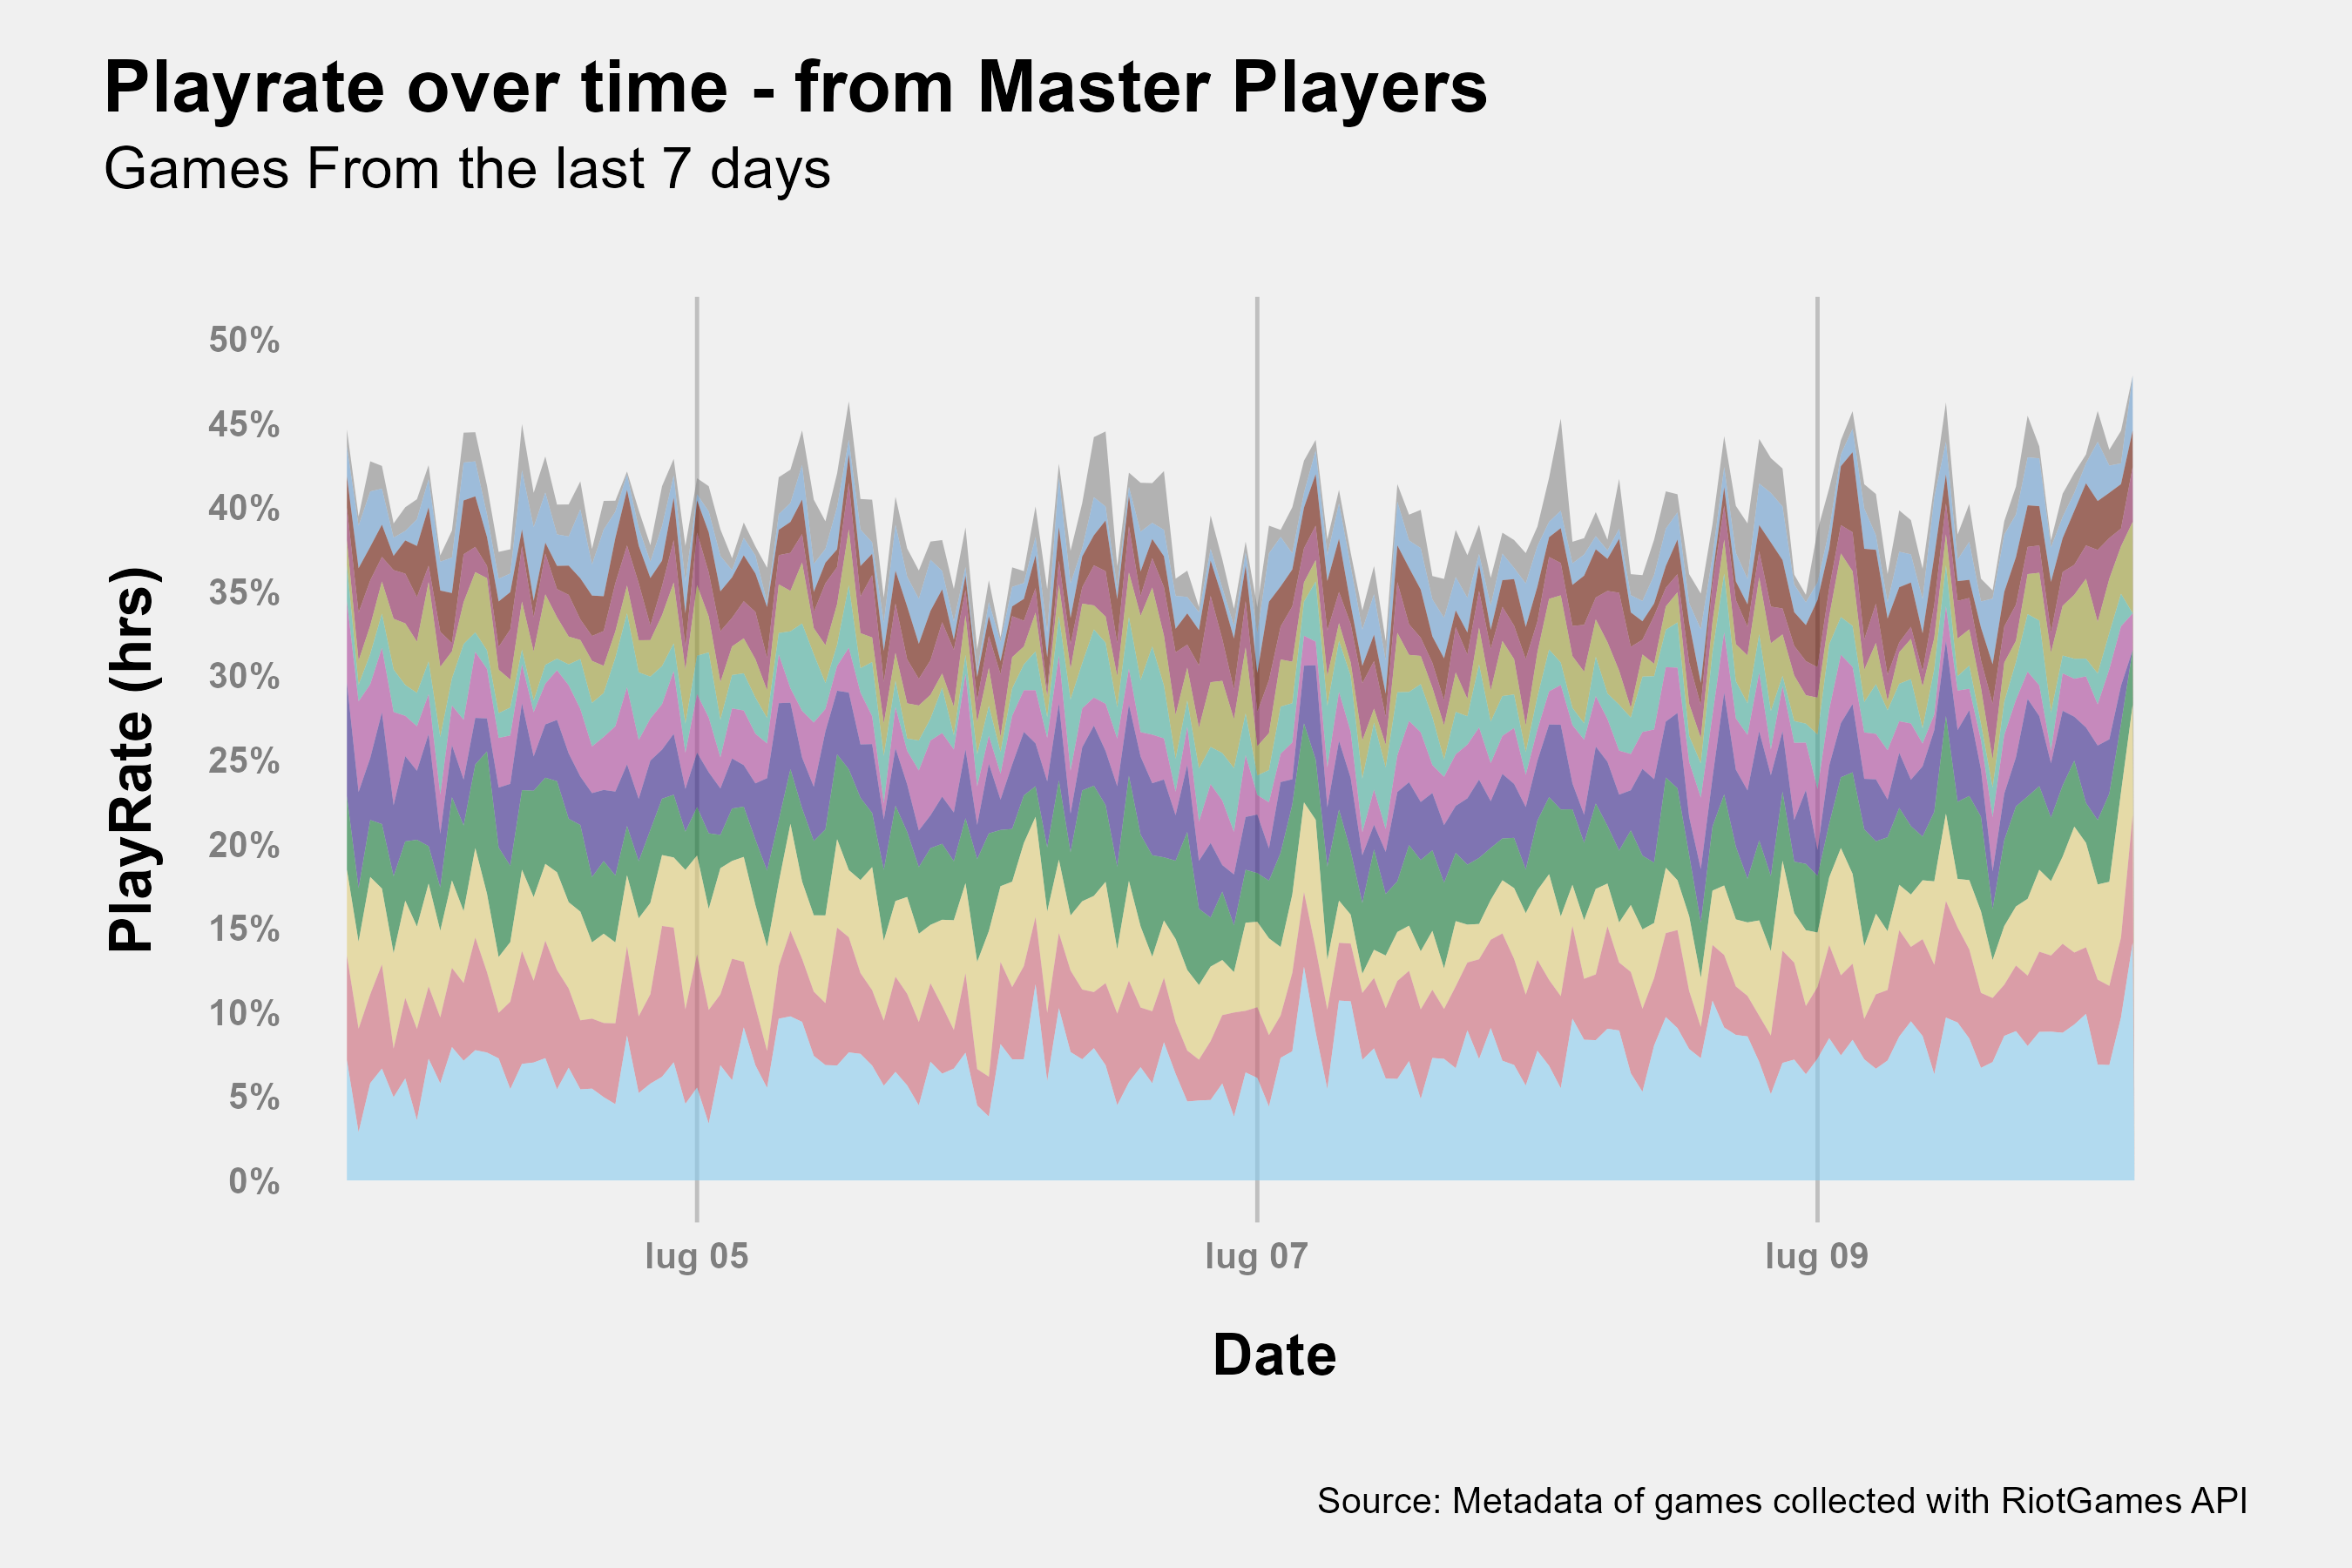 Playrate over time - from Master Players
Games From the last 7 days
50%
45%
40%
35%
30%
25%
20%
15%
10%
5%
0%
PlayRate (hrs)
lug 05
lug 07
lug 09
Date
Source: Metadata of games collected with RiotGames API